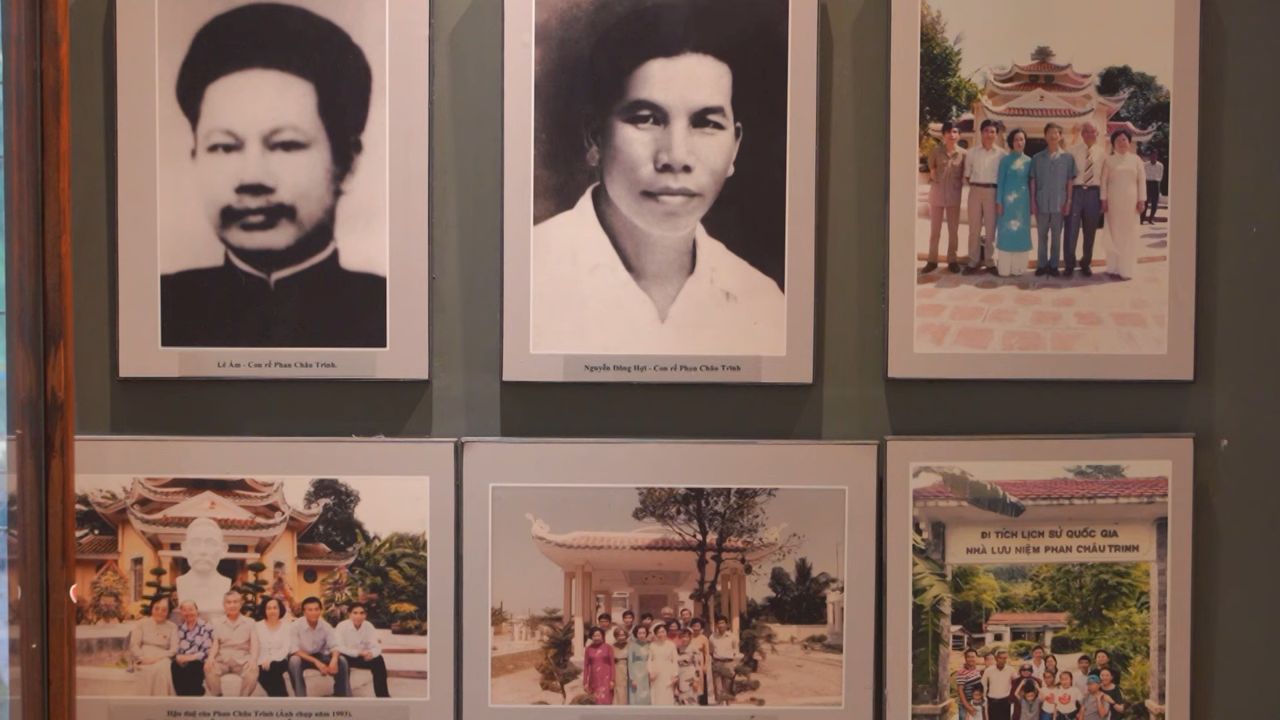 Lê Ấm - Con rể Phan Châu Trinh.
Nguyễn Đồng Hợi - Con rể Phan Châu Trinh
DI TÍCH LỊCH SỬ QUỐC GIA
NHÀ LƯU NIỆM PHAN CHÂU TRINH
Hậu duệ của Phan Châu Trinh (Ảnh chụp năm 1993).